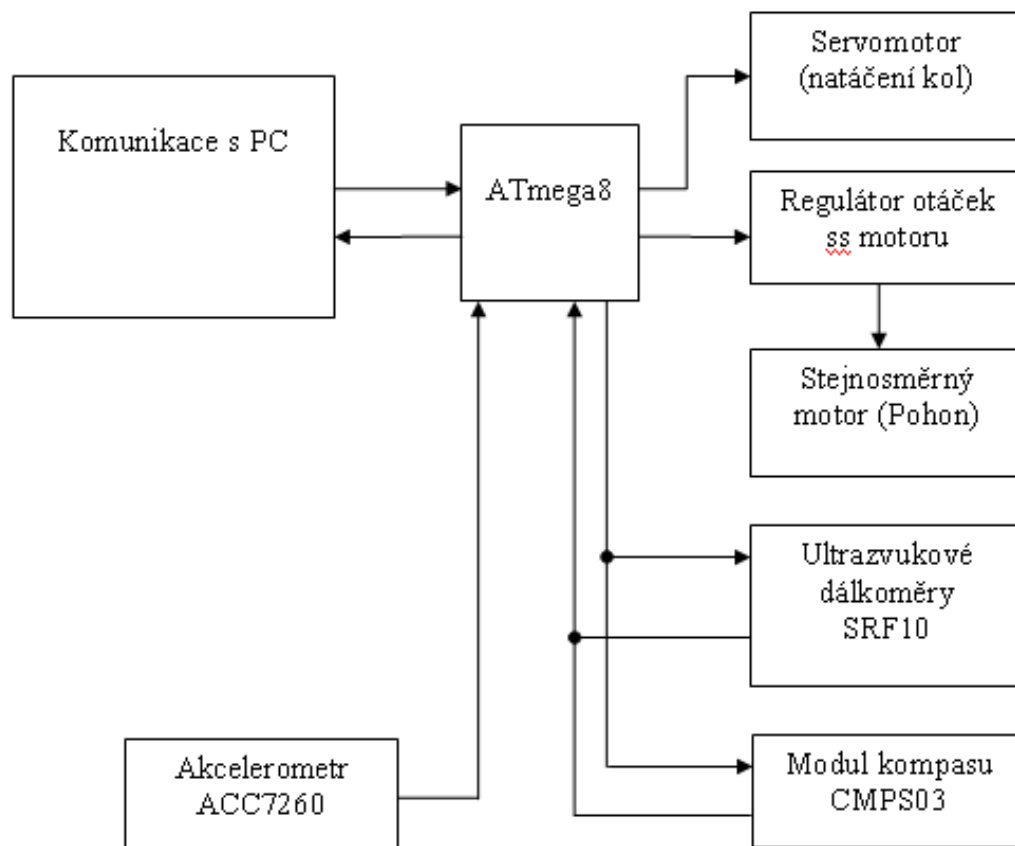 Servomotor
(natáčení kol)
Komunikace s PC
ATmega8
Regulátor otáček
ss motoru
Stejnosměrný
motor (Pohon)
Ultrazvukové
dálkoměry
SRF10
Akcelerometr
ACC7260
Modul kompasu
CMPS03